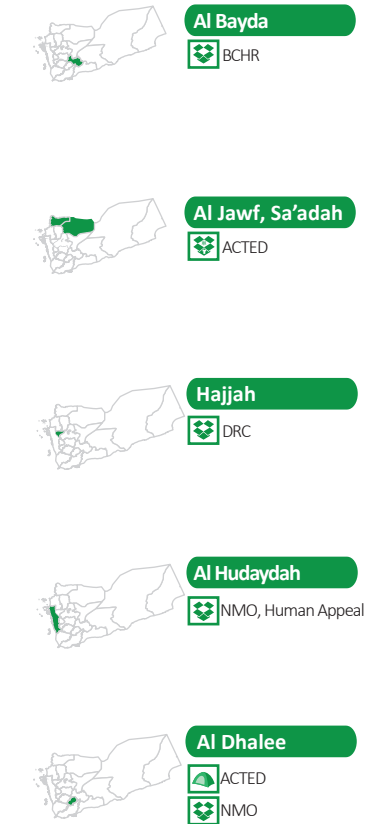 Al Bayda
BCHR
Al Jawf, Sa’adah
ACTED
Hajjah
DRC
Al Hudaydah
NMO, Human Appeal
Al Dhalee
ACTED
NMO